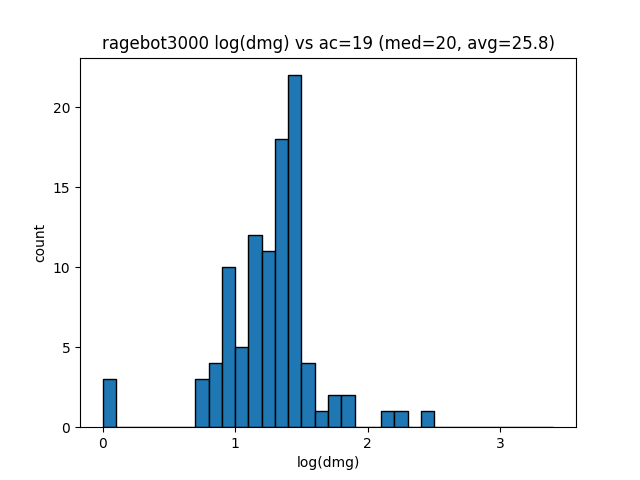 ragebot3000 log(dmg) vs ac=19 (med=20, avg=25.8)
20
15
10
5
0
count
0 1 2 3
log(dmg)